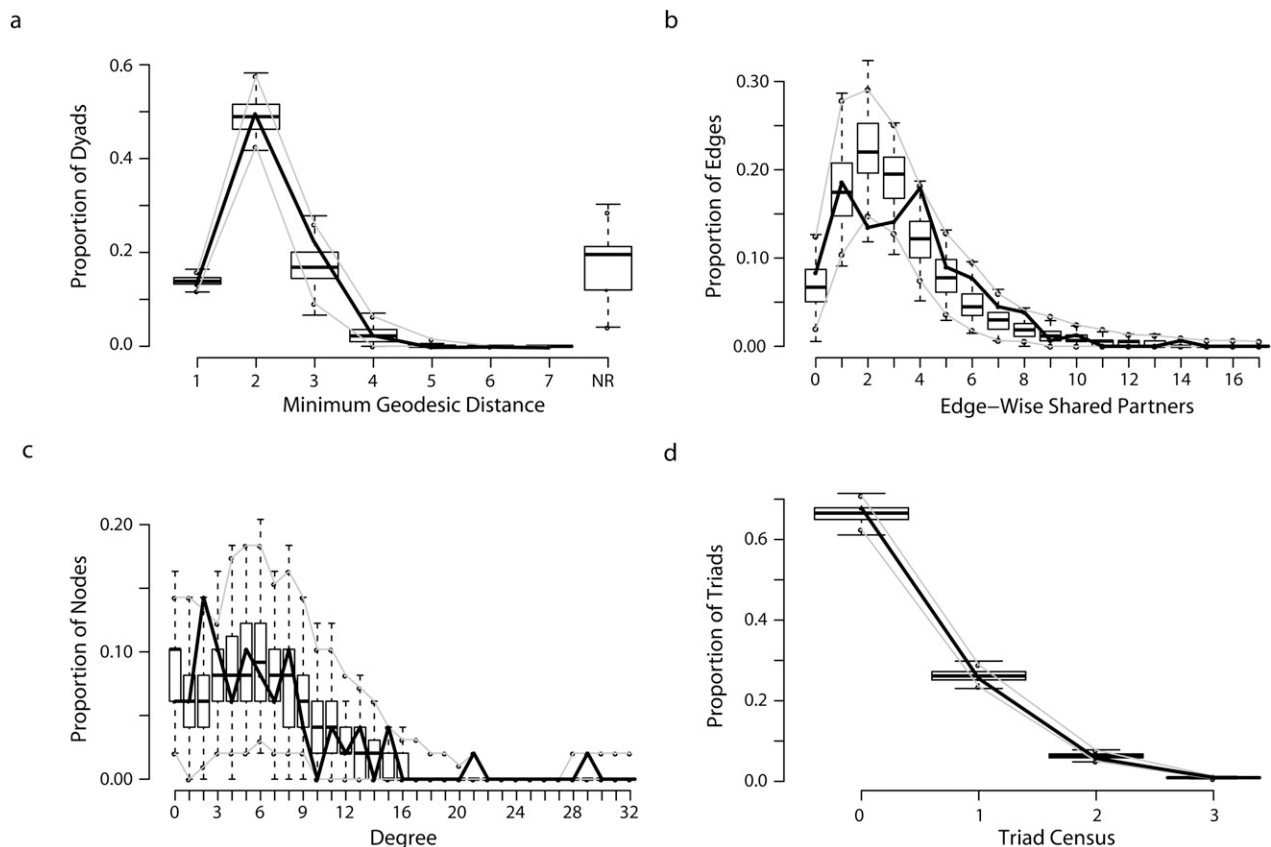 a
Proportion of Dyads
0.6
0.4
0.2
0.0
1 2 3 4 5 6 7 NR
Minimum Geodesic Distance
b
Proportion of Edges
0.30
0.20
0.10
0.00
0 2 4 6 8 10 12 14 16
Edge-Wise Shared Partners
c
Proportion of Nodes
0.20
0.10
0.00
0 3 6 9 12 16 20 24 28 32
Degree
d
Proportion of Triads
0.6
0.4
0.2
0.0
0 1 2 3
Triad Census